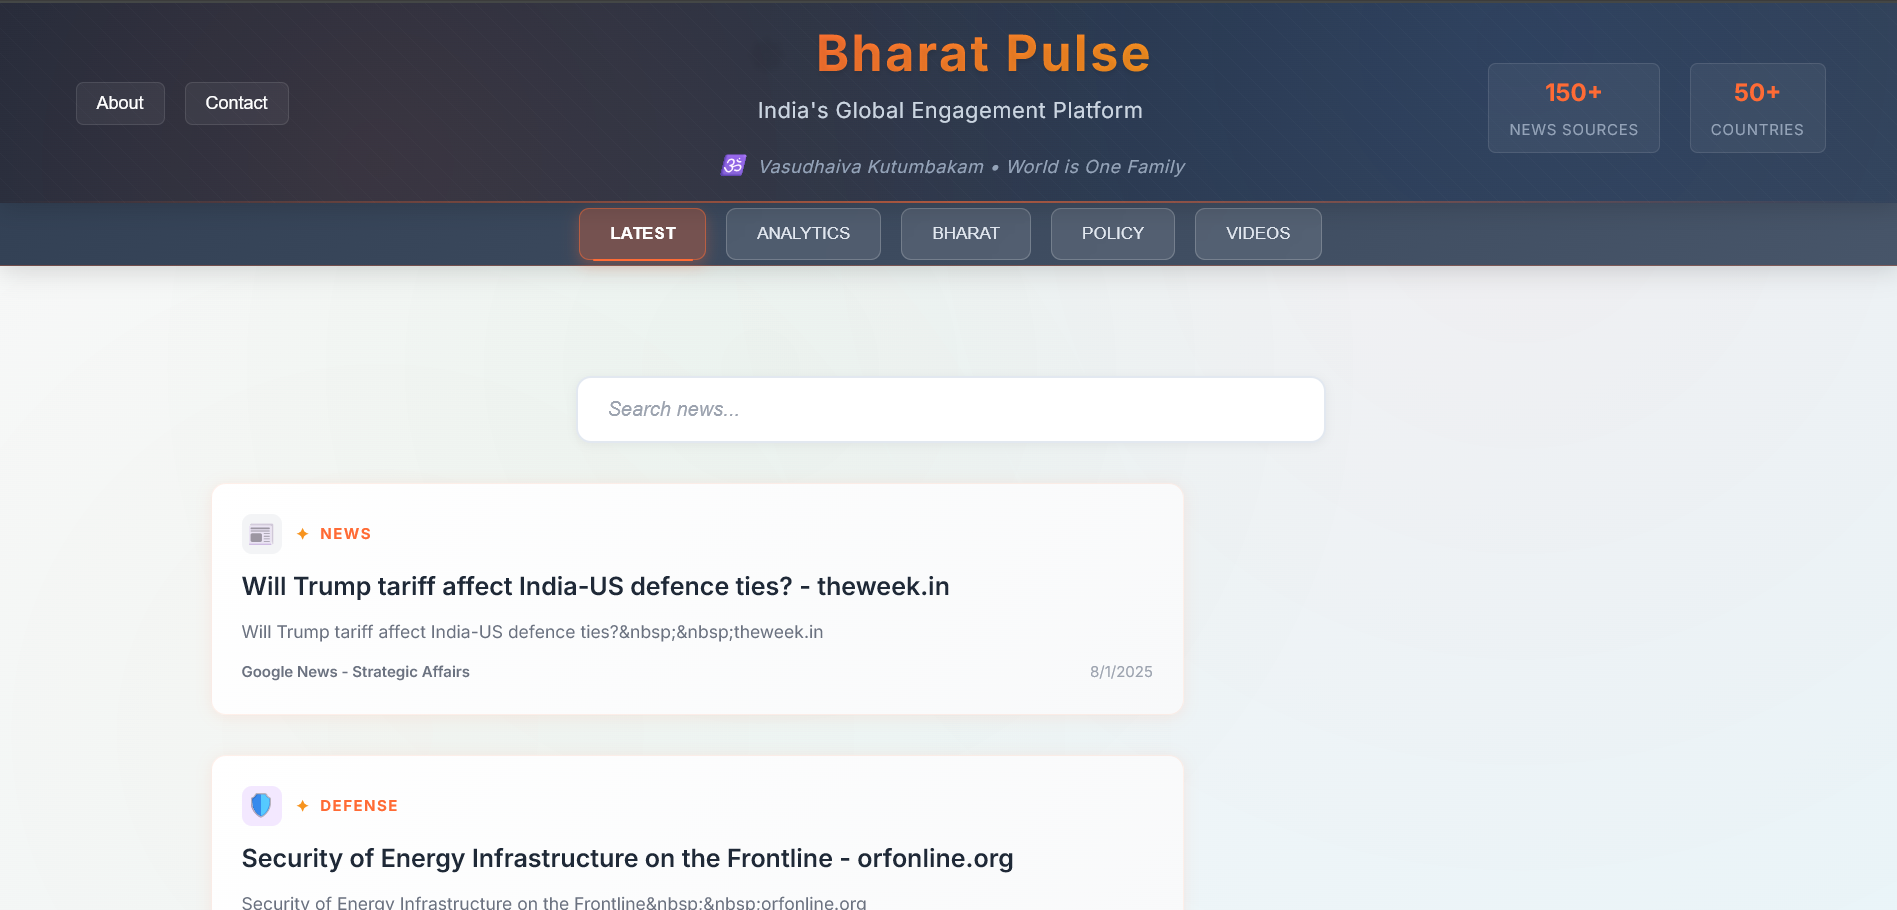 Bharat Pulse
India's Global Engagement Platform
🕉 Vasudhaiva Kutumbakam • World is One Family
About
Contact
150+
NEWS SOURCES
50+
COUNTRIES
LATEST
ANALYTICS
BHARAT
POLICY
VIDEOS
Search news...
✦ NEWS
Will Trump tariff affect India-US defence ties? - theweek.in
Will Trump tariff affect India-US defence ties?&nbsp;&nbsp;theweek.in
Google News - Strategic Affairs
8/1/2025
✦ DEFENSE
Security of Energy Infrastructure on the Frontline - orfonline.org
Security of Energy Infrastructure on the Frontline&nbsp;&nbsp;orfonline.org